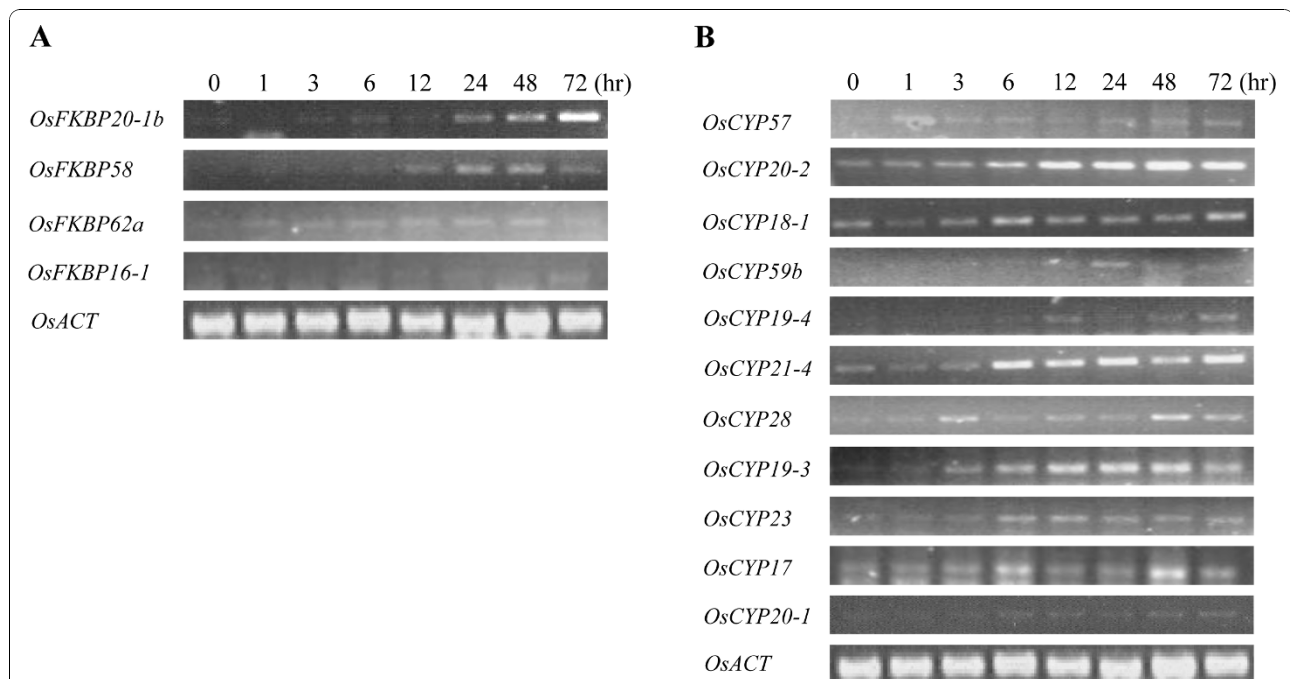 A
0 1 3 6 12 24 48 72 (hr)
OsFKBP20-1b
OsFKBP58
OsFKBP62a
OsFKBP16-1
OsACT
B
0 1 3 6 12 24 48 72 (hr)
OsCYP57
OsCYP20-2
OsCYP18-1
OsCYP59b
OsCYP19-4
OsCYP21-4
OsCYP28
OsCYP19-3
OsCYP23
OsCYP17
OsCYP20-1
OsACT